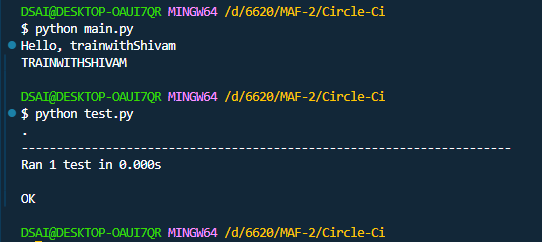 DSAI@DESKTOP-OAUI7QR MINGW64 /d/6620/MAF-2/Circle-Ci
$ python main.py
Hello, trainwithShivam
TRAINWITHSHIVAM
DSAI@DESKTOP-OAUI7QR MINGW64 /d/6620/MAF-2/Circle-Ci
$ python test.py
.
----------------------------------------------------------------------
Ran 1 test in 0.000s
OK
DSAI@DESKTOP-OAUI7QR MINGW64 /d/6620/MAF-2/Circle-Ci